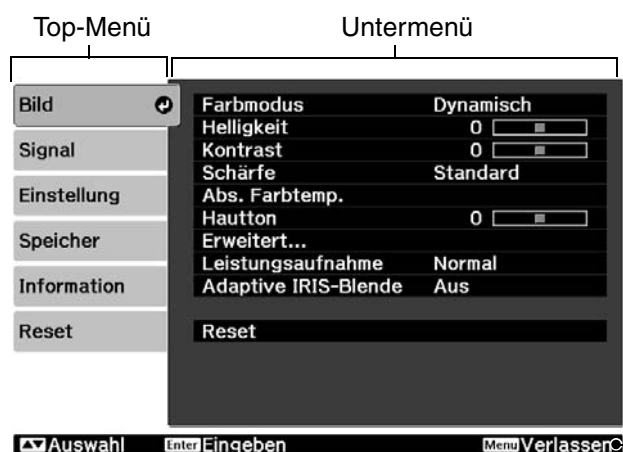 Top-Menü Untermenü
Bild Farbmodus Dynamisch
Helligkeit 0
Signal Kontrast 0
Schärfe Standard
Einstellung Abs. Farbtemp.
Hautton 0
Speicher Erweitert...
Leistungsaufnahme Normal
Information Adaptive IRIS-Blende Aus
Reset Reset
Auswahl Enter Eingeben Menu Verlassen